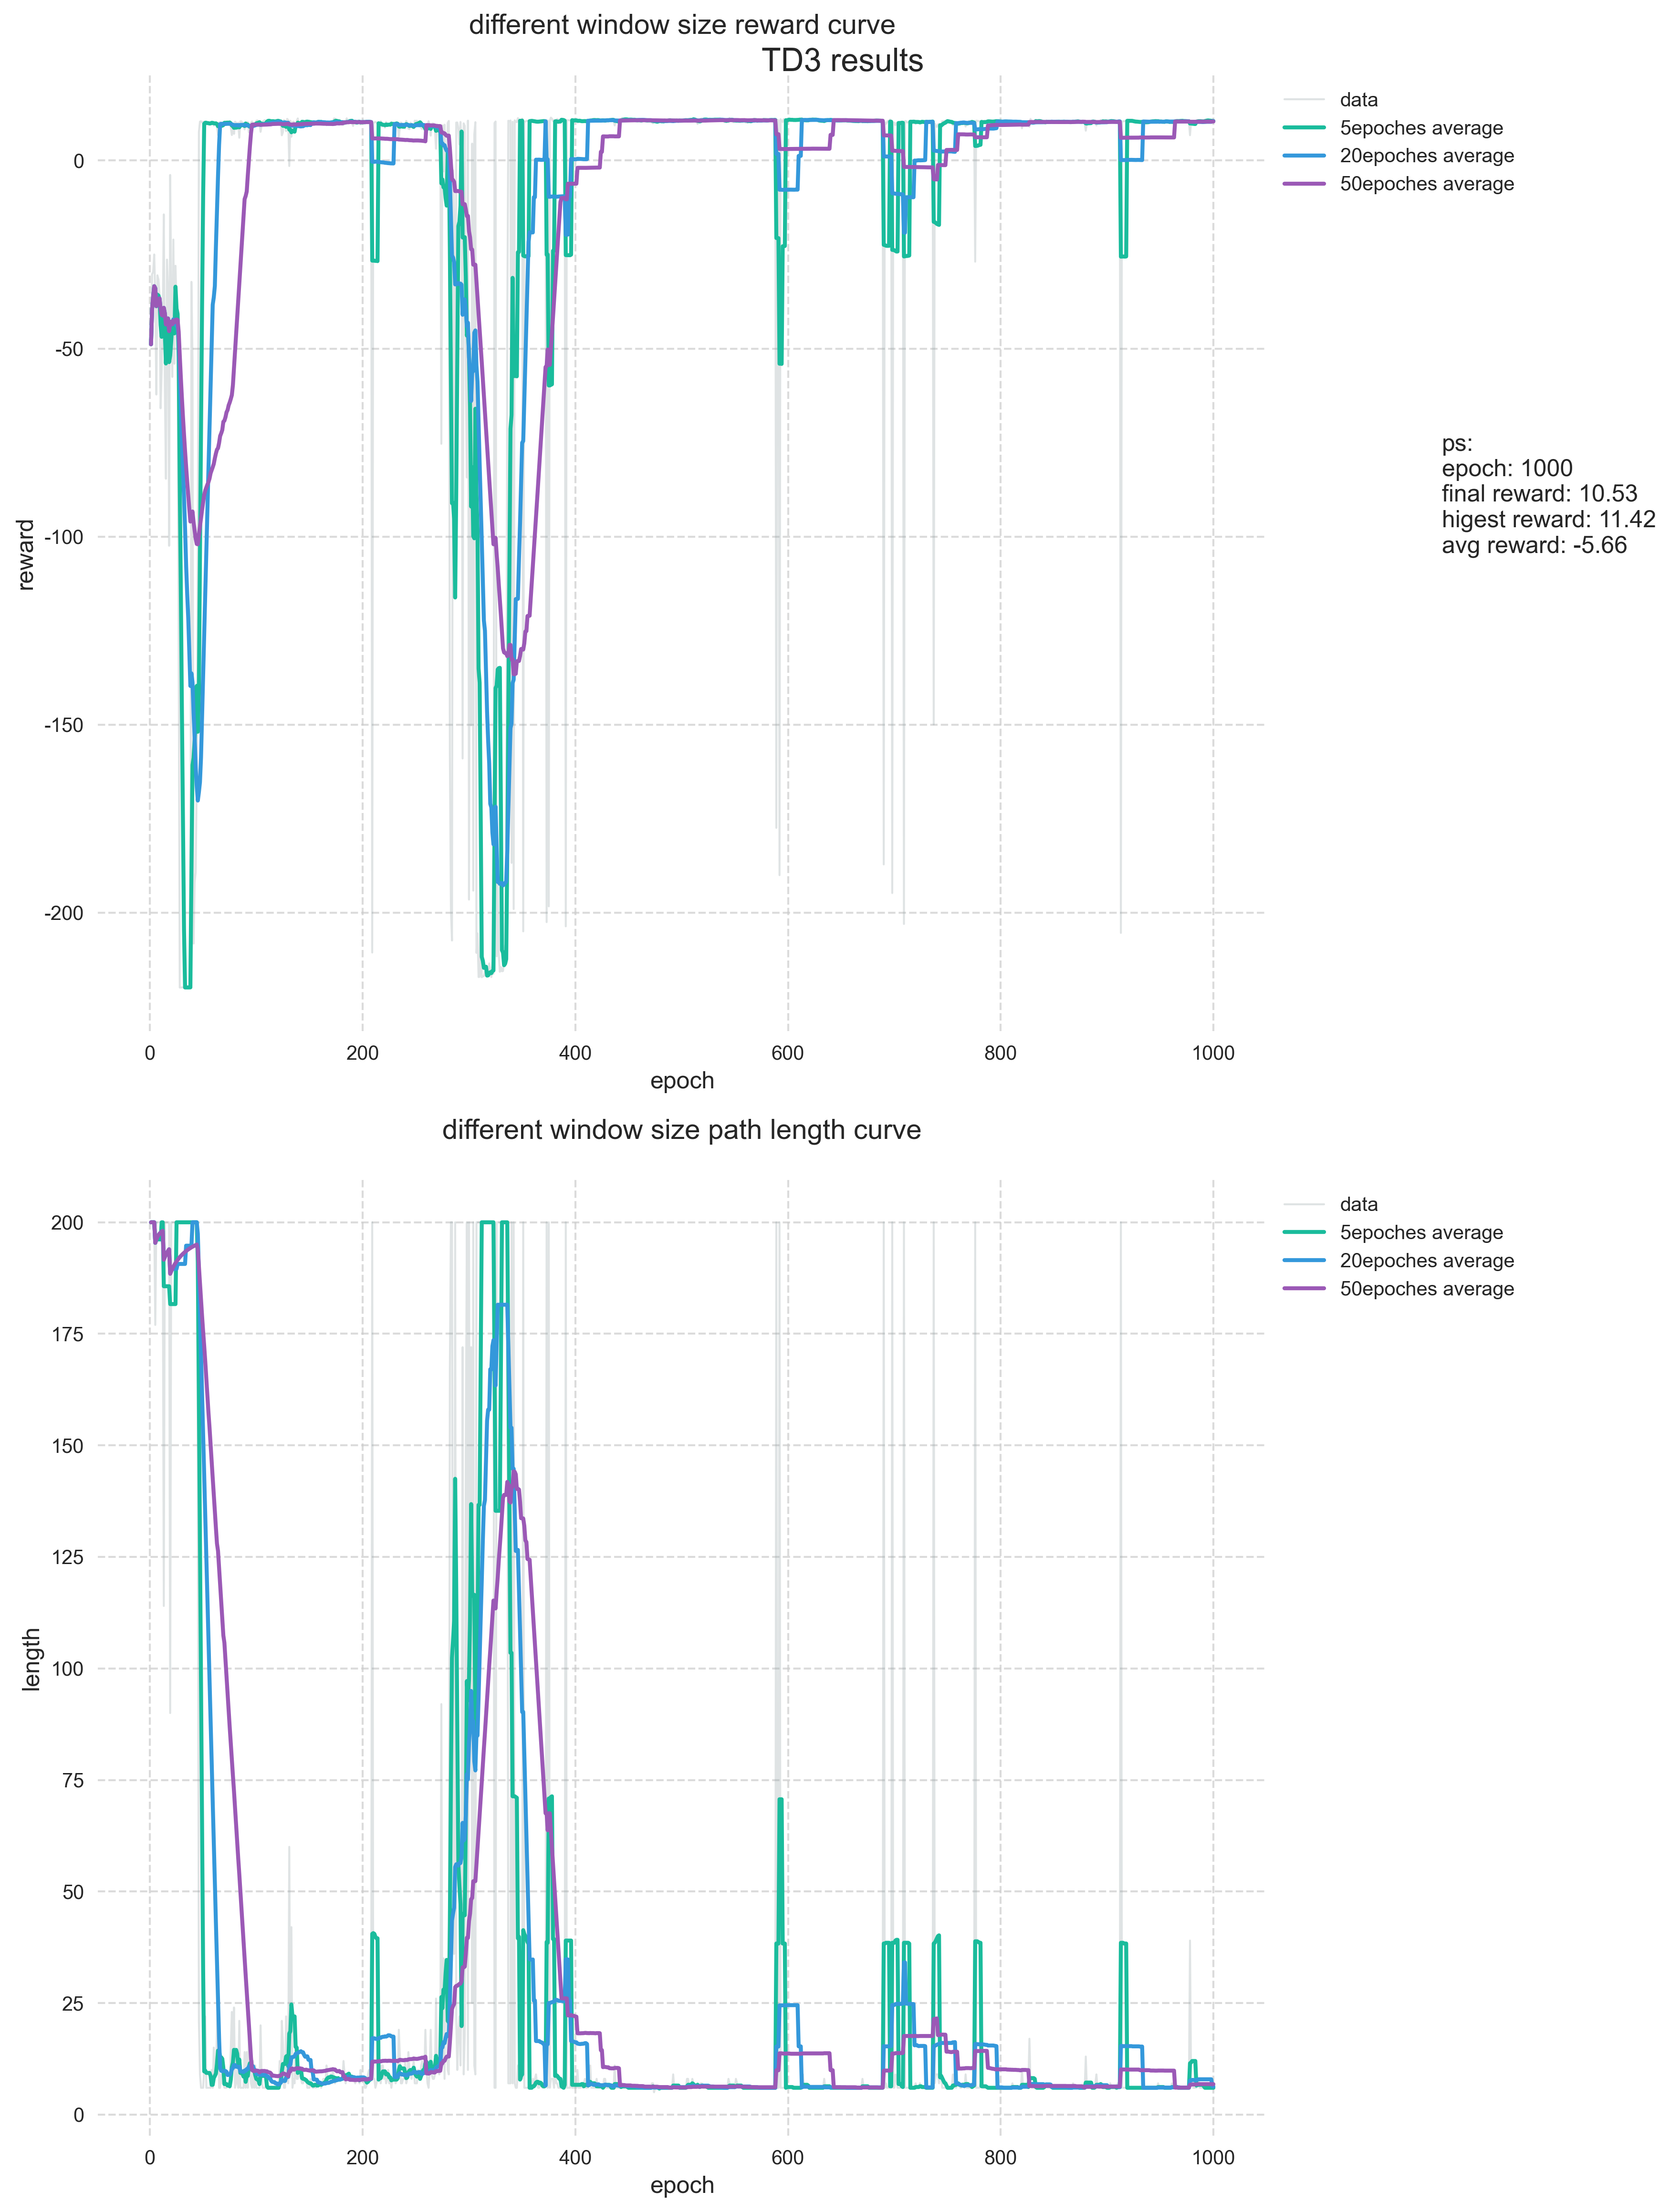 different window size reward curve
TD3 results
data
5epoches average
20epoches average
50epoches average
0
-50
-100
-150
-200
reward
0 200 400 600 800 1000
epoch
ps:
epoch: 1000
final reward: 10.53
higest reward: 11.42
avg reward: -5.66
different window size path length curve
data
5epoches average
20epoches average
50epoches average
200
175
150
125
100
75
50
25
0
length
0 200 400 600 800 1000
epoch